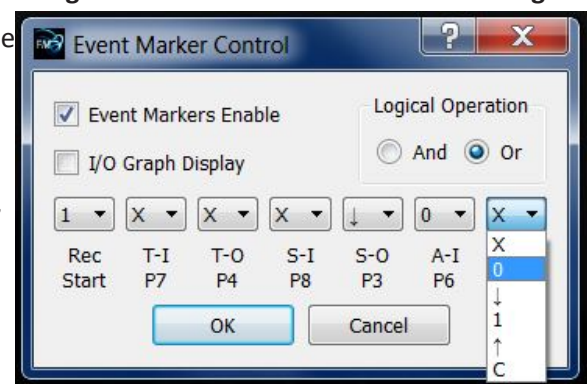 e
Event Marker Control ? X
Event Markers Enable
Logical Operation
I/O Graph Display
And Or
1 X X X ↓ 0 X
Rec Start T-I P7 T-O P4 S-I P8 S-O P3 A-I P6
X
0
↓
1
↑
C
OK Cancel